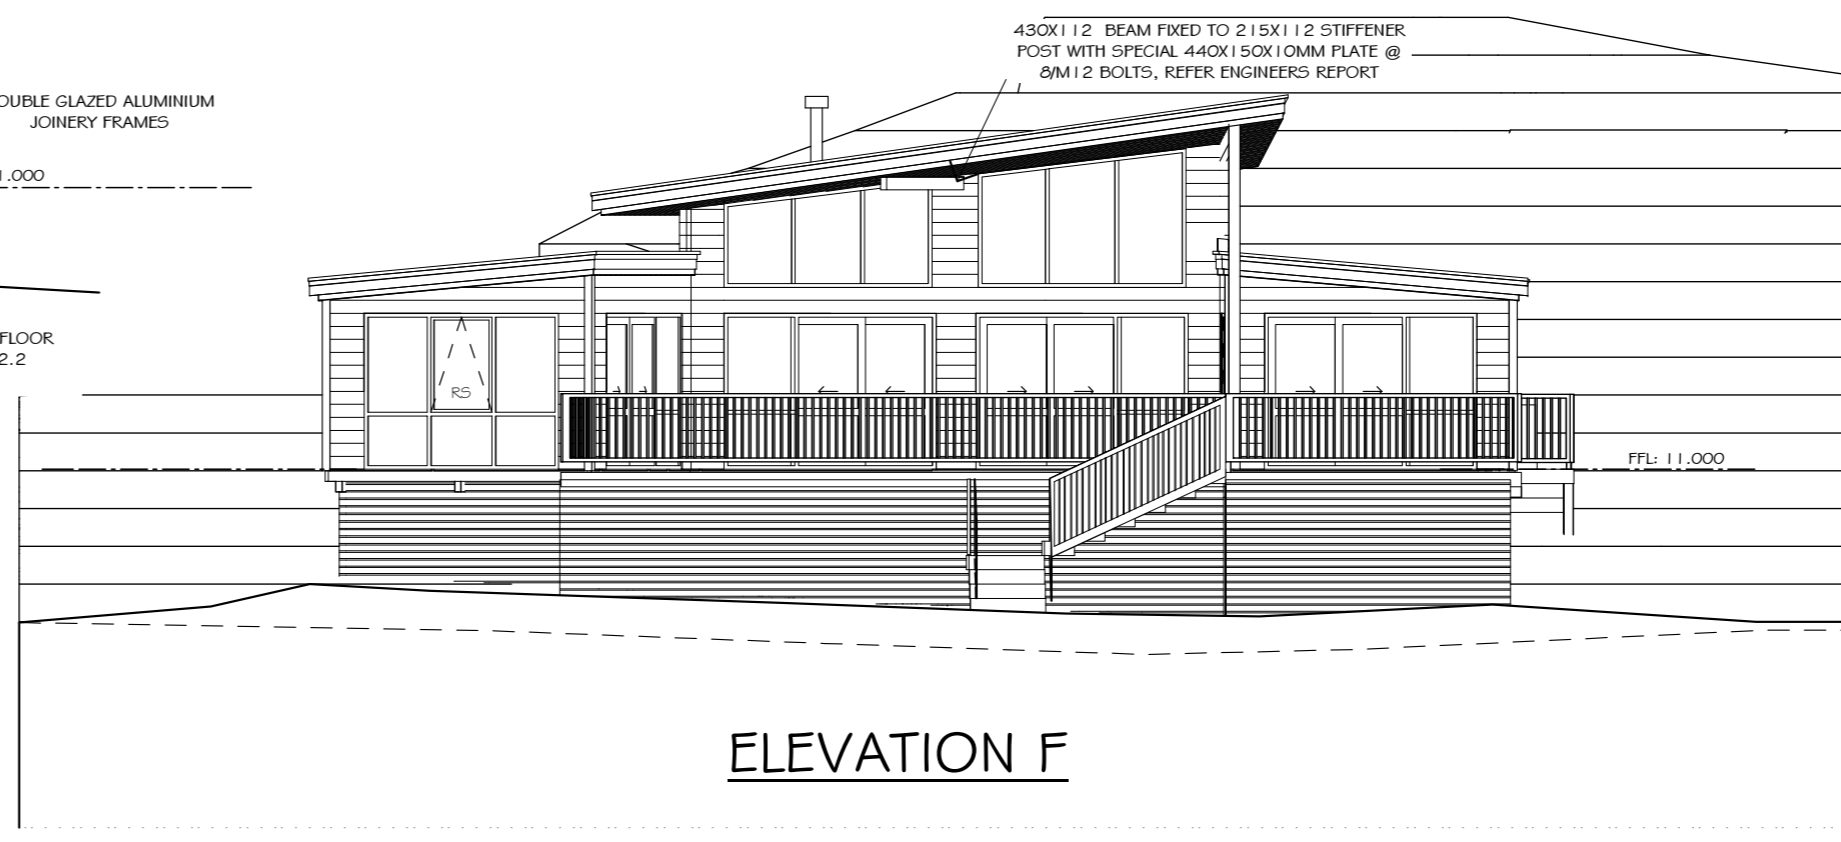 430X112 BEAM FIXED TO 215X112 STIFFENER
POST WITH SPECIAL 440X150X10MM PLATE @
8/M12 BOLTS, REFER ENGINEERS REPORT
OUBLE GLAZED ALUMINIUM
JOINERY FRAMES
1.000
FLOOR
2.2
RS
FFL: 11.000
ELEVATION F